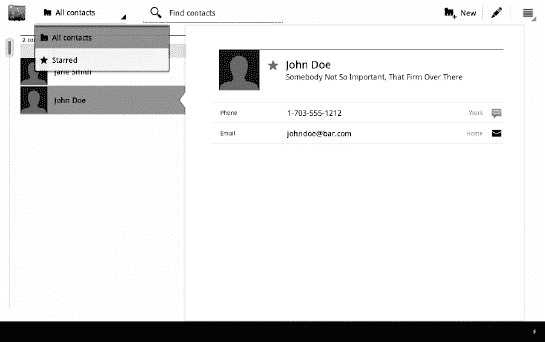 All contacts
Find contacts
New
All contacts
Starred
2 co
Jane Smith
John Doe
John Doe
Somebody Not So Important, That Firm Over There
Phone 1-703-555-1212 Work
Email johndoe@bar.com Home